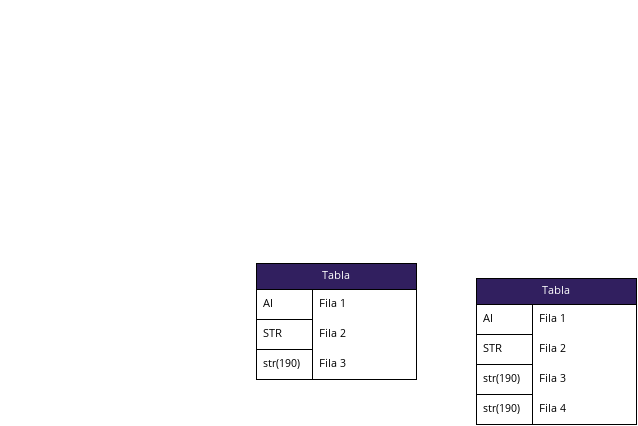 Tabla
AI Fila 1
STR Fila 2
str(190) Fila 3
Tabla
AI Fila 1
STR Fila 2
str(190) Fila 3
str(190) Fila 4